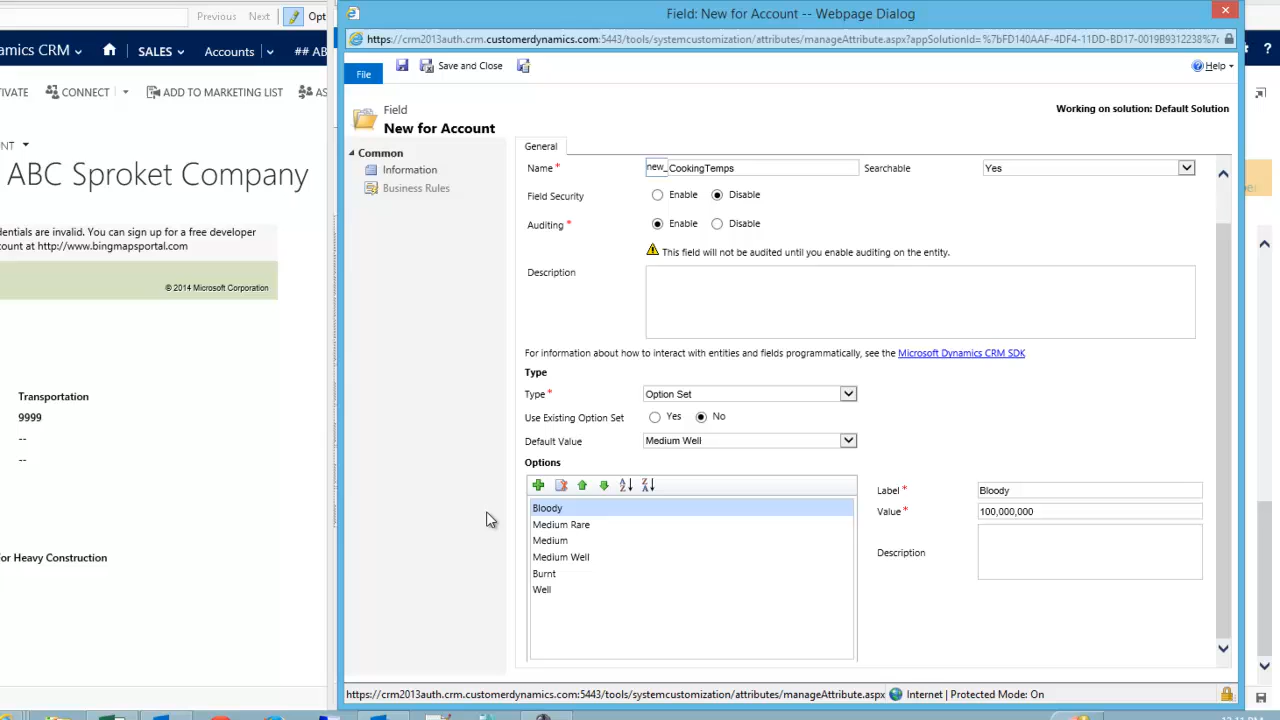 Field: New for Account -- Webpage Dialog
Previous Next Opt
https://crm2013auth.crm.customerdynamics.com:5443/tools/systemcustomization/attributes/manageAttribute.aspx?appSolutionId=%7bFD140AAF-4DF4-11DD-BD17-0019B9312238%7
namics CRM SALES Accounts ## AB
File Save and Close Help
IVATE CONNECT ADD TO MARKETING LIST AS
Field
New for Account
Working on solution: Default Solution
NT
ABC Sproket Company
Common
Information
Business Rules
General
Name* new_CookingTemps Searchable Yes
Field Security Enable Disable
Auditing* Enable Disable
This field will not be audited until you enable auditing on the entity.
Description
dentials are invalid. You can sign up for a free developer
count at http://www.bingmapsportal.com
© 2014 Microsoft Corporation
For information about how to interact with entities and fields programmatically, see the Microsoft Dynamics CRM SDK
Type
Type* Option Set
Use Existing Option Set Yes No
Default Value Medium Well
Options
Transportation
9999
--
--
Bloody
Medium Rare
Medium
Medium Well
Burnt
Well
Label* Bloody
Value* 100,000,000
Description
For Heavy Construction
https://crm2013auth.crm.customerdynamics.com:5443/tools/systemcustomization/attributes/manageAttribute.aspx Internet | Protected Mode: On